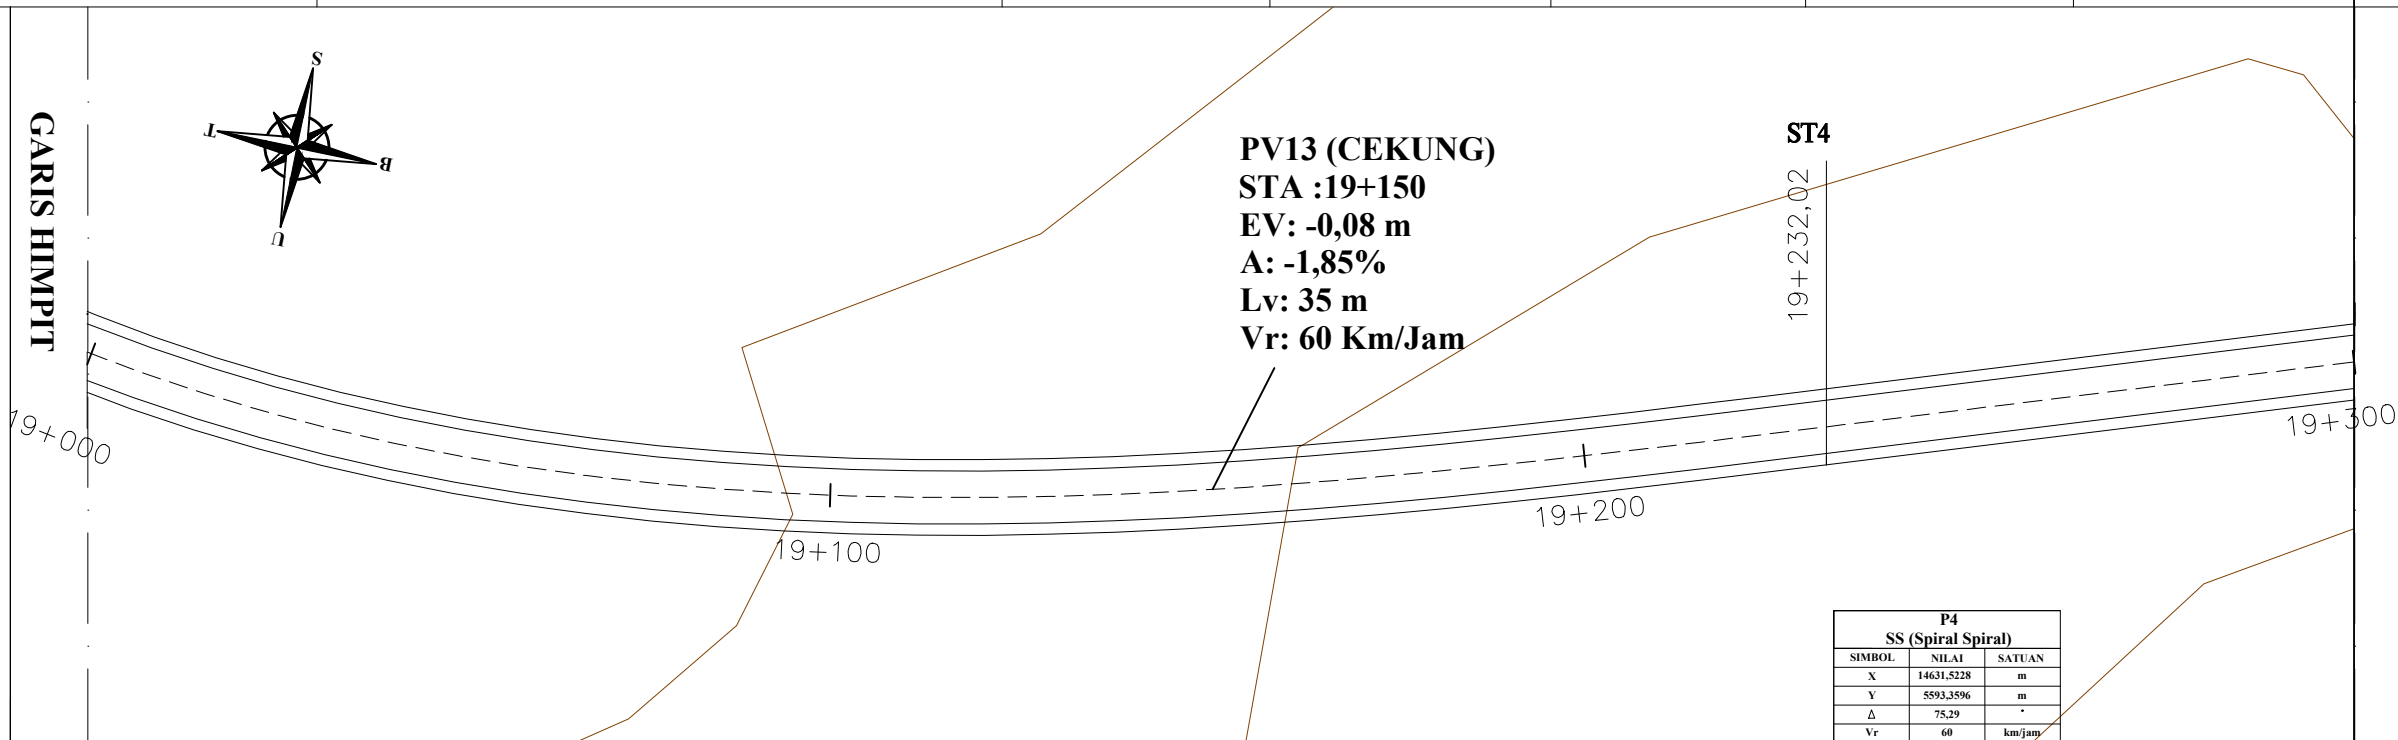 S
T
B
U
GARIS HIMPIT
PV13 (CEKUNG)
STA :19+150
EV: -0,08 m
A: -1,85%
Lv: 35 m
Vr: 60 Km/Jam
ST4
19+232,02
19+000
19+100
19+200
19+300
P4
SS (Spiral Spiral)
SIMBOL NILAI SATUAN
X 14631,5228 m
Y 5593,3596 m
Δ 75,29 °
Vr 60 km/jam